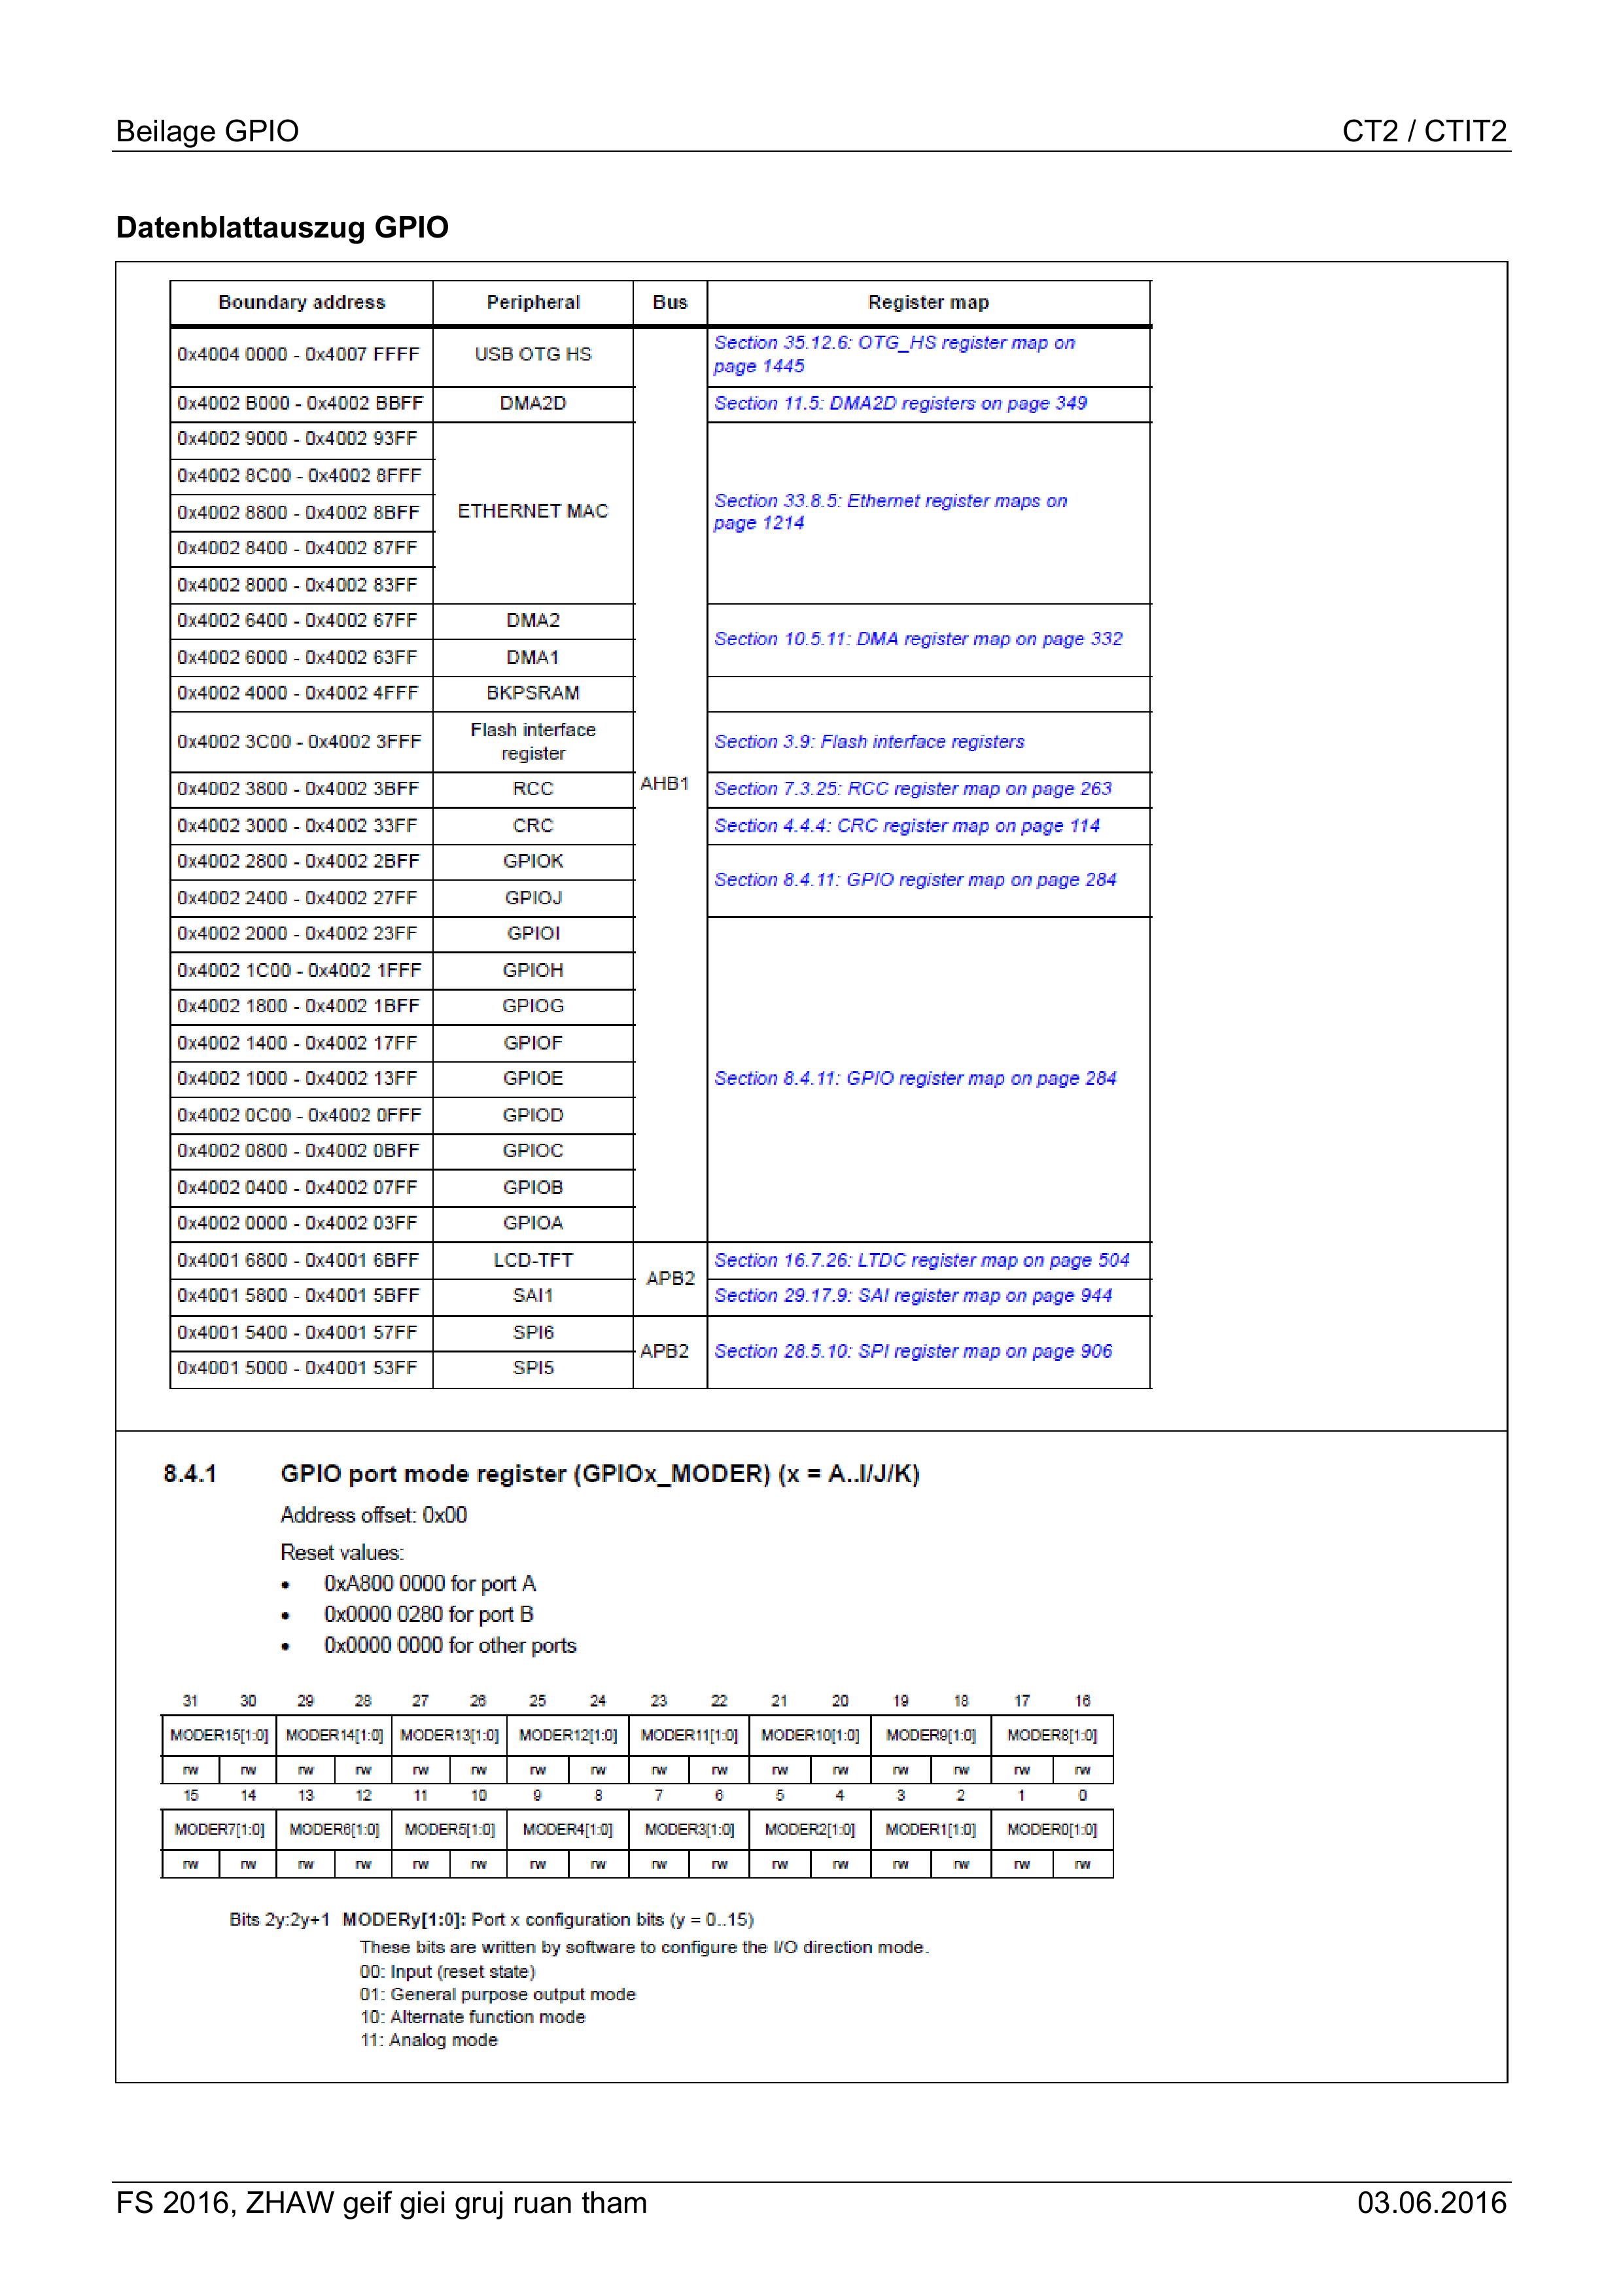 Beilage GPIO CT2 / CTIT2
Datenblattauszug GPIO
Boundary address Peripheral Bus Register map
0x4004 0000 - 0x4007 FFFF USB OTG HS AHB1 Section 35.12.6: OTG_HS register map on
page 1445
0x4002 B000 - 0x4002 BBFF DMA2D Section 11.5: DMA2D registers on page 349
0x4002 9000 - 0x4002 93FF ETHERNET MAC Section 33.8.5: Ethernet register maps on
page 1214
0x4002 8C00 - 0x4002 8FFF
0x4002 8800 - 0x4002 8BFF
0x4002 8400 - 0x4002 87FF
0x4002 8000 - 0x4002 83FF
0x4002 6400 - 0x4002 67FF DMA2 Section 10.5.11: DMA register map on page 332
0x4002 6000 - 0x4002 63FF DMA1
0x4002 4000 - 0x4002 4FFF BKPSRAM
0x4002 3C00 - 0x4002 3FFF Flash interface
register Section 3.9: Flash interface registers
0x4002 3800 - 0x4002 3BFF RCC Section 7.3.25: RCC register map on page 263
0x4002 3000 - 0x4002 33FF CRC Section 4.4.4: CRC register map on page 114
0x4002 2800 - 0x4002 2BFF GPIOK Section 8.4.11: GPIO register map on page 284
0x4002 2400 - 0x4002 27FF GPIOJ
0x4002 2000 - 0x4002 23FF GPIOI Section 8.4.11: GPIO register map on page 284
0x4002 1C00 - 0x4002 1FFF GPIOH
0x4002 1800 - 0x4002 1BFF GPIOG
0x4002 1400 - 0x4002 17FF GPIOF
0x4002 1000 - 0x4002 13FF GPIOE
0x4002 0C00 - 0x4002 0FFF GPIOD
0x4002 0800 - 0x4002 0BFF GPIOC
0x4002 0400 - 0x4002 07FF GPIOB
0x4002 0000 - 0x4002 03FF GPIOA
0x4001 6800 - 0x4001 6BFF LCD-TFT APB2 Section 16.7.26: LTDC register map on page 504
0x4001 5800 - 0x4001 5BFF SAI1 Section 29.17.9: SAI register map on page 944
0x4001 5400 - 0x4001 57FF SPI6 APB2 Section 28.5.10: SPI register map on page 906
0x4001 5000 - 0x4001 53FF SPI5
8.4.1 GPIO port mode register (GPIOx_MODER) (x = A..I/J/K)
Address offset: 0x00
Reset values:
• 0xA800 0000 for port A
• 0x0000 0280 for port B
• 0x0000 0000 for other ports
31 30 29 28 27 26 25 24 23 22 21 20 19 18 17 16
MODER15[1:0] MODER14[1:0] MODER13[1:0] MODER12[1:0] MODER11[1:0] MODER10[1:0] MODER9[1:0] MODER8[1:0]
rw rw rw rw rw rw rw rw rw rw rw rw rw rw rw rw
15 14 13 12 11 10 9 8 7 6 5 4 3 2 1 0
MODER7[1:0] MODER6[1:0] MODER5[1:0] MODER4[1:0] MODER3[1:0] MODER2[1:0] MODER1[1:0] MODER0[1:0]
rw rw rw rw rw rw rw rw rw rw rw rw rw rw rw rw
Bits 2y:2y+1 MODERy[1:0]: Port x configuration bits (y = 0..15)
These bits are written by software to configure the I/O direction mode.
00: Input (reset state)
01: General purpose output mode
10: Alternate function mode
11: Analog mode
FS 2016, ZHAW geif giei gruj ruan tham 03.06.2016